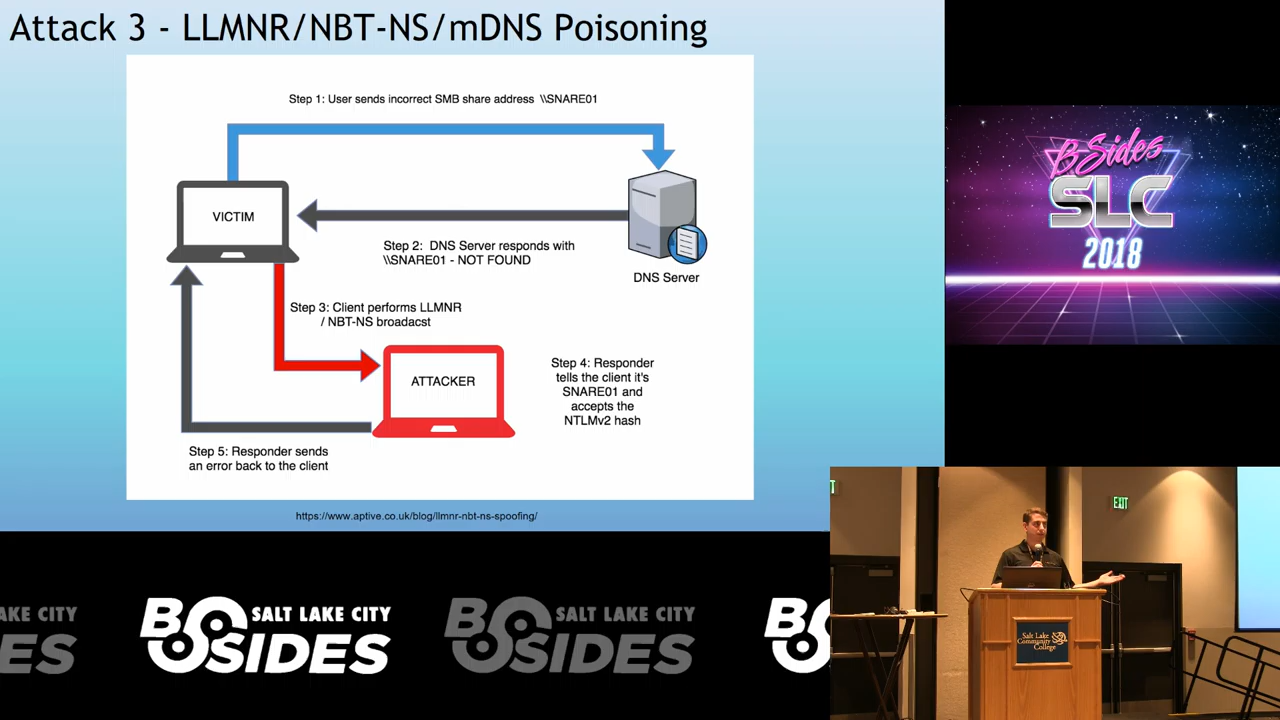 Attack 3 - LLMNR/NBT-NS/mDNS Poisoning
Step 1: User sends incorrect SMB share address \\SNARE01
VICTIM
Step 2: DNS Server responds with
\\SNARE01 - NOT FOUND
DNS Server
Step 3: Client performs LLMNR
/ NBT-NS broadacst
ATTACKER
Step 4: Responder
tells the client it's
SNARE01 and
accepts the
NTLMv2 hash
Step 5: Responder sends
an error back to the client
https://www.aptive.co.uk/blog/llmnr-nbt-ns-spoofing/
BSides
SLC
2018
EXIT
Salt Lake
Community
College
AKE CITY
ES
SALT LAKE CITY
BSIDES
SALT LAKE CITY
BSIDES